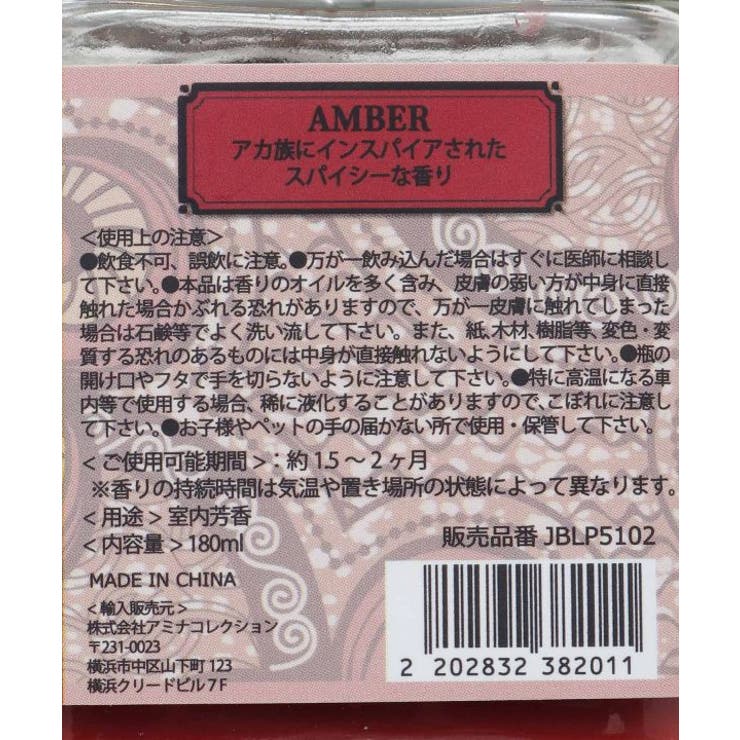 AMBER
アカ族にインスパイアされた
スパイシーな香り
<使用上の注意>
●飲食不可、誤飲に注意。●万が一飲み込んだ場合はすぐに医師に相談し
て下さい。●本品は香りのオイルを多く含み、皮膚の弱い方が中身に直接
触れた場合かぶれる恐れがありますので、万が一皮膚に触れてしまった
場合は石鹸等でよく洗い流して下さい。また、紙、木材、樹脂等、変色・変
質する恐れのあるものには中身が直接触れないようにして下さい。●瓶の
開け口やフタで手を切らないように注意して下さい。●特に高温になる車
内等で使用する場合、稀に液化することがありますので、こぼれに注意し
て下さい。●お子様やペットの手の届かない所で使用・保管して下さい。
<ご使用可能期間>:約1.5~2ヶ月
※香りの持続時間は気温や置き場所の状態によって異なります。
<用途>室内芳香
<内容量>180ml
販売品番 JBLP5102
MADE IN CHINA
<輸入販売元>
株式会社アミナコレクション
〒231-0023
横浜市中区山下町123
横浜クリードビル7F
2 202832 382011